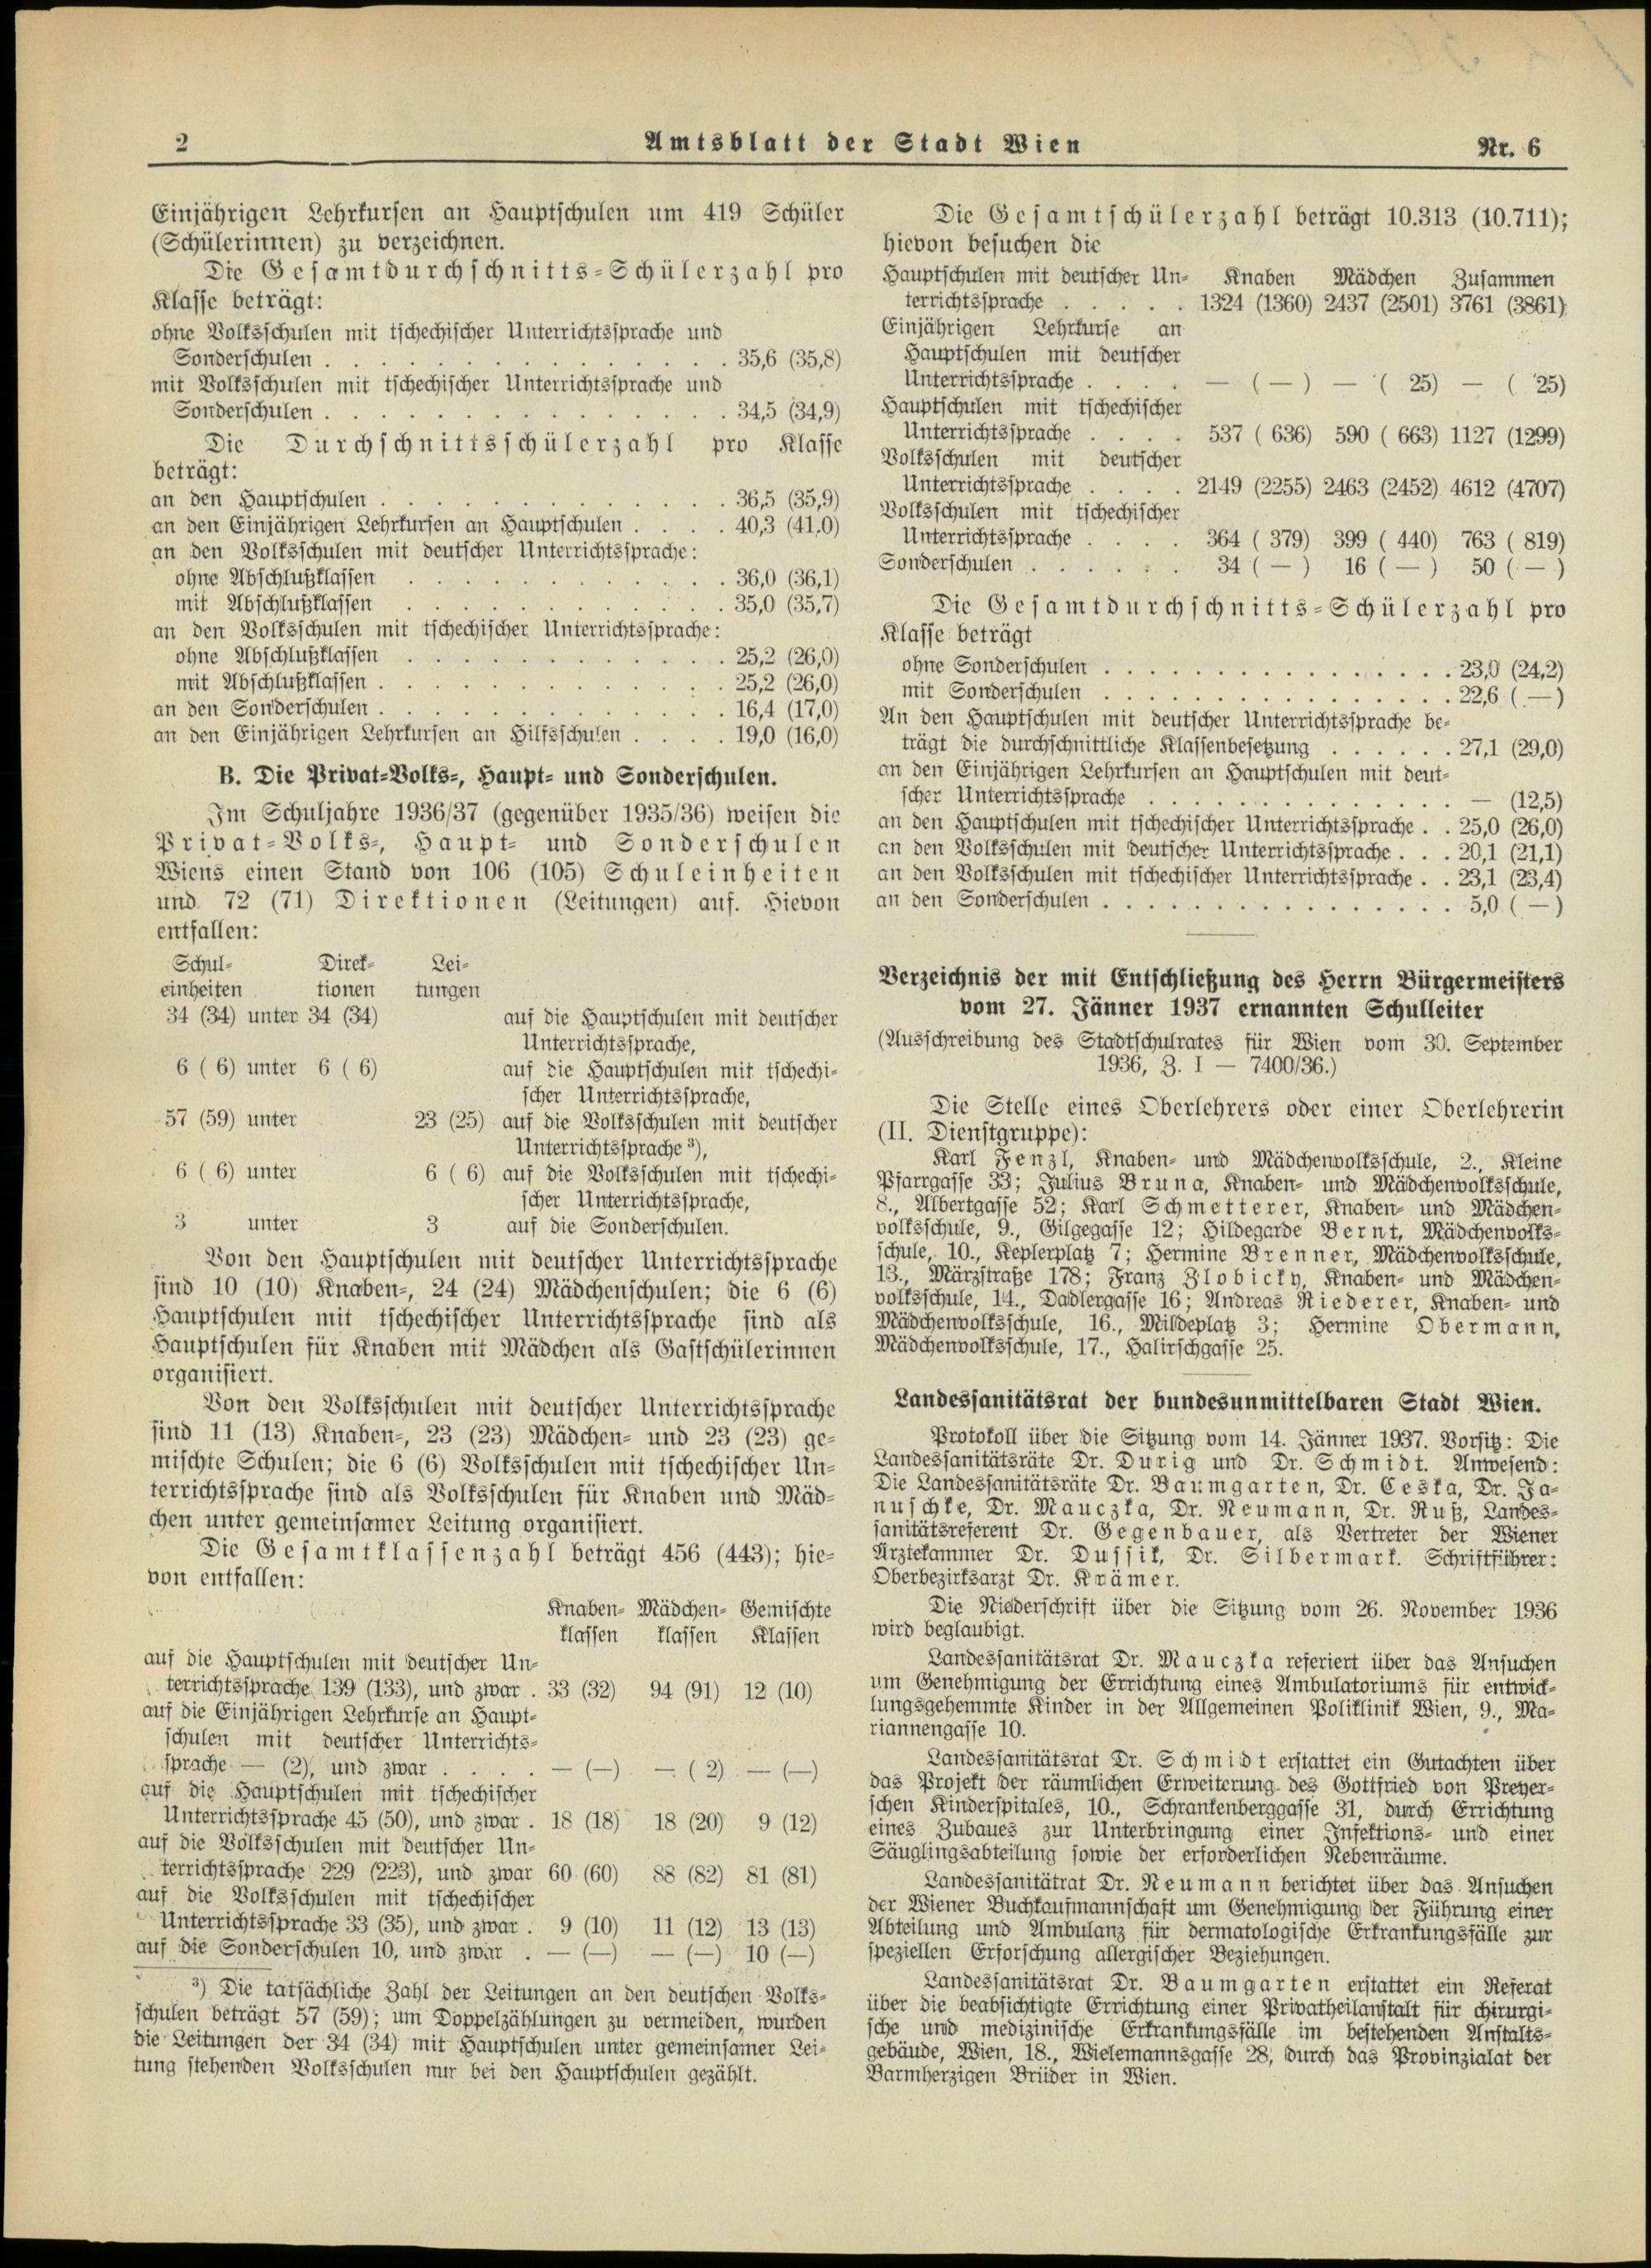 2
Amtsblatt der Stadt Wien
Nr. 6
Einjährigen Lehrkursen an Hauptschulen um 419 Schüler
(Schülerinnen) zu verzeichnen.
Die Gesamtdurchschnitts=Schülerzahl pro
Klasse beträgt:
ohne Volksschulen mit tschechischer Unterrichtssprache und
Sonderschulen . . . . . . . . . . . . . . . 35,6 (35,8)
mit Volksschulen mit tschechischer Unterrichtssprache und
Sonderschulen . . . . . . . . . . . . . . . 34,5 (34,9)
Die Durchschnittsschülerzahl pro Klasse
beträgt:
an den Hauptschulen . . . . . . . . . . . . . 36,5 (35,9)
an den Einjährigen Lehrkursen an Hauptschulen . . . . 40,3 (41,0)
an den Volksschulen mit deutscher Unterrichtssprache:
ohne Abschlußklassen . . . . . . . . . . . . 36,0 (36,1)
mit Abschlußklassen . . . . . . . . . . . . 35,0 (35,7)
an den Volksschulen mit tschechischer Unterrichtssprache:
ohne Abschlußklassen . . . . . . . . . . . . 25,2 (26,0)
mit Abschlußklassen . . . . . . . . . . . . . 25,2 (26,0)
an den Sonderschulen . . . . . . . . . . . . . 16,4 (17,0)
an den Einjährigen Lehrkursen an Hilfsschulen . . . . 19,0 (16,0)
B. Die Privat=Volks=, Haupt= und Sonderschulen.
Im Schuljahre 1936/37 (gegenüber 1935/36) weisen die
Privat=Volks=, Haupt= und Sonderschulen
Wiens einen Stand von 106 (105) Schuleinheiten
und 72 (71) Direktionen (Leitungen) auf. Hievon
entfallen:
Schul= Direk= Lei=
einheiten tionen tungen
34 (34) unter 34 (34) auf die Hauptschulen mit deutscher
Unterrichtssprache,
6 ( 6) unter 6 ( 6) auf die Hauptschulen mit tschechi=
scher Unterrichtssprache,
57 (59) unter 23 (25) auf die Volksschulen mit deutscher
Unterrichtssprache ³),
6 ( 6) unter 6 ( 6) auf die Volksschulen mit tschechi=
scher Unterrichtssprache,
3 unter 3 auf die Sonderschulen.
Von den Hauptschulen mit deutscher Unterrichtssprache
sind 10 (10) Knaben=, 24 (24) Mädchenschulen; die 6 (6)
Hauptschulen mit tschechischer Unterrichtssprache sind als
Hauptschulen für Knaben mit Mädchen als Gastschülerinnen
organisiert.
Von den Volksschulen mit deutscher Unterrichtssprache
sind 11 (13) Knaben=, 23 (23) Mädchen= und 23 (23) ge=
mischte Schulen; die 6 (6) Volksschulen mit tschechischer Un=
terrichtssprache sind als Volksschulen für Knaben und Mäd=
chen unter gemeinsamer Leitung organisiert.
Die Gesamtklassenzahl beträgt 456 (443); hie=
von entfallen:
Knaben= Mädchen= Gemischte
klassen klassen Klassen
auf die Hauptschulen mit deutscher Un=
terrichtssprache 139 (133), und zwar . 33 (32) 94 (91) 12 (10)
auf die Einjährigen Lehrkurse an Haupt=
schulen mit deutscher Unterrichts=
sprache — (2), und zwar . . . . — (—) — ( 2) — (—)
auf die Hauptschulen mit tschechischer
Unterrichtssprache 45 (50), und zwar . 18 (18) 18 (20) 9 (12)
auf die Volksschulen mit deutscher Un=
terrichtssprache 229 (223), und zwar 60 (60) 88 (82) 81 (81)
auf die Volksschulen mit tschechischer
Unterrichtssprache 33 (35), und zwar . 9 (10) 11 (12) 13 (13)
auf die Sonderschulen 10, und zwar . — (—) — (—) 10 (—)
³) Die tatsächliche Zahl der Leitungen an den deutschen Volks=
schulen beträgt 57 (59); um Doppelzählungen zu vermeiden, wurden
die Leitungen der 34 (34) mit Hauptschulen unter gemeinsamer Lei=
tung stehenden Volksschulen nur bei den Hauptschulen gezählt.
Die Gesamtschülerzahl beträgt 10.313 (10.711);
hievon besuchen die
Hauptschulen mit deutscher Un= Knaben Mädchen Zusammen
terrichtssprache . . . . . 1324 (1360) 2437 (2501) 3761 (3861)
Einjährigen Lehrkurse an
Hauptschulen mit deutscher
Unterrichtssprache . . . . — ( — ) — ( 25) — ( 25)
Hauptschulen mit tschechischer
Unterrichtssprache . . . . 537 ( 636) 590 ( 663) 1127 (1299)
Volksschulen mit deutscher
Unterrichtssprache . . . . 2149 (2255) 2463 (2452) 4612 (4707)
Volksschulen mit tschechischer
Unterrichtssprache . . . . 364 ( 379) 399 ( 440) 763 ( 819)
Sonderschulen . . . . . . 34 ( — ) 16 ( — ) 50 ( — )
Die Gesamtdurchschnitts=Schülerzahl pro
Klasse beträgt
ohne Sonderschulen . . . . . . . . . . . . . . . . 23,0 (24,2)
mit Sonderschulen . . . . . . . . . . . . . . . . 22,6 ( — )
An den Hauptschulen mit deutscher Unterrichtssprache be=
trägt die durchschnittliche Klassenbesetzung . . . . . . 27,1 (29,0)
an den Einjährigen Lehrkursen an Hauptschulen mit deut=
scher Unterrichtssprache . . . . . . . . . . . . . . — (12,5)
an den Hauptschulen mit tschechischer Unterrichtssprache . . 25,0 (26,0)
an den Volksschulen mit deutscher Unterrichtssprache . . . 20,1 (21,1)
an den Volksschulen mit tschechischer Unterrichtssprache . . 23,1 (23,4)
an den Sonderschulen . . . . . . . . . . . . . . . . 5,0 ( — )
Verzeichnis der mit Entschließung des Herrn Bürgermeisters
vom 27. Jänner 1937 ernannten Schulleiter
(Ausschreibung des Stadtschulrates für Wien vom 30. September
1936, Z. I — 7400/36.)
Die Stelle eines Oberlehrers oder einer Oberlehrerin
(II. Dienstgruppe):
Karl Fenzl, Knaben= und Mädchenvolksschule, 2., Kleine
Pfarrgasse 33; Julius Bruna, Knaben= und Mädchenvolksschule,
8., Albertgasse 52; Karl Schmetterer, Knaben= und Mädchen=
volksschule, 9., Gilgegasse 12; Hildegarde Bernt, Mädchenvolks=
schule, 10., Keplerplatz 7; Hermine Brenner, Mädchenvolksschule,
13., Märzstraße 178; Franz Zlobicky, Knaben= und Mädchen=
volksschule, 14., Dadlergasse 16; Andreas Riederer, Knaben= und
Mädchenvolksschule, 16., Mildeplatz 3; Hermine Obermann,
Mädchenvolksschule, 17., Halirschgasse 25.
Landessanitätsrat der bundesunmittelbaren Stadt Wien.
Protokoll über die Sitzung vom 14. Jänner 1937. Vorsitz: Die
Landessanitätsräte Dr. Durig und Dr. Schmidt. Anwesend:
Die Landessanitätsräte Dr. Baumgarten, Dr. Ceska, Dr. Ja=
nuschke, Dr. Mauczka, Dr. Neumann, Dr. Ruß, Landes=
sanitätsreferent Dr. Gegenbauer, als Vertreter der Wiener
Ärztekammer Dr. Dussik, Dr. Silbermark. Schriftführer:
Oberbezirksarzt Dr. Krämer.
Die Niederschrift über die Sitzung vom 26. November 1936
wird beglaubigt.
Landessanitätsrat Dr. Mauczka referiert über das Ansuchen
um Genehmigung der Errichtung eines Ambulatoriums für entwick=
lungsgehemmte Kinder in der Allgemeinen Poliklinik Wien, 9., Ma=
riannengasse 10.
Landessanitätsrat Dr. Schmidt erstattet ein Gutachten über
das Projekt der räumlichen Erweiterung des Gottfried von Preyer=
schen Kinderspitales, 10., Schrankenberggasse 31, durch Errichtung
eines Zubaues zur Unterbringung einer Infektions= und einer
Säuglingsabteilung sowie der erforderlichen Nebenräume.
Landessanitätrat Dr. Neumann berichtet über das Ansuchen
der Wiener Buchkaufmannschaft um Genehmigung der Führung einer
Abteilung und Ambulanz für dermatologische Erkrankungsfälle zur
speziellen Erforschung allergischer Beziehungen.
Landessanitätsrat Dr. Baumgarten erstattet ein Referat
über die beabsichtigte Errichtung einer Privatheilanstalt für chirurgi=
sche und medizinische Erkrankungsfälle im bestehenden Anstalts=
gebäude, Wien, 18., Wielemannsgasse 28, durch das Provinzialat der
Barmherzigen Brüder in Wien.